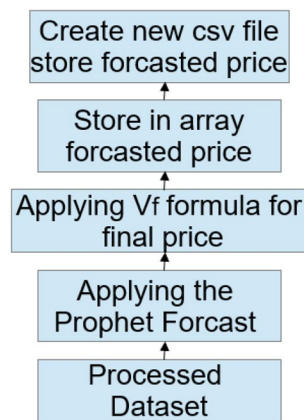 Create new csv file
store forcasted price
Store in array
forcasted price
Applying Vf formula for
final price
Applying the
Prophet Forcast
Processed
Dataset